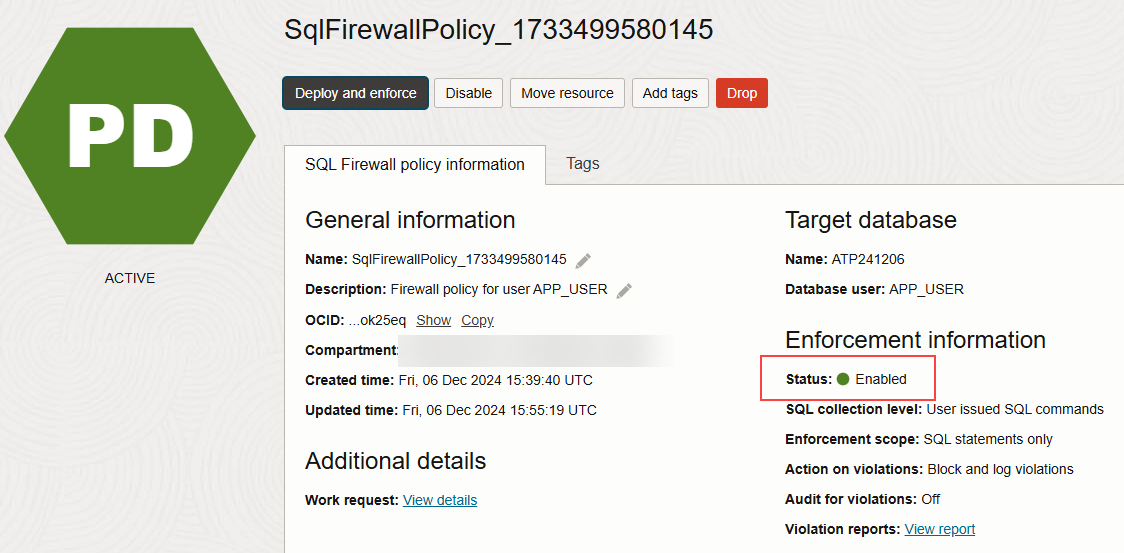 SqlFirewallPolicy_1733499580145
PD
ACTIVE
Deploy and enforce Disable Move resource Add tags Drop
SQL Firewall policy information Tags
General information
Name: SqlFirewallPolicy_1733499580145
Description: Firewall policy for user APP_USER
OCID: ...ok25eq Show Copy
Compartment:
Created time: Fri, 06 Dec 2024 15:39:40 UTC
Updated time: Fri, 06 Dec 2024 15:55:19 UTC
Additional details
Work request: View details
Target database
Name: ATP241206
Database user: APP_USER
Enforcement information
Status: Enabled
SQL collection level: User issued SQL commands
Enforcement scope: SQL statements only
Action on violations: Block and log violations
Audit for violations: Off
Violation reports: View report